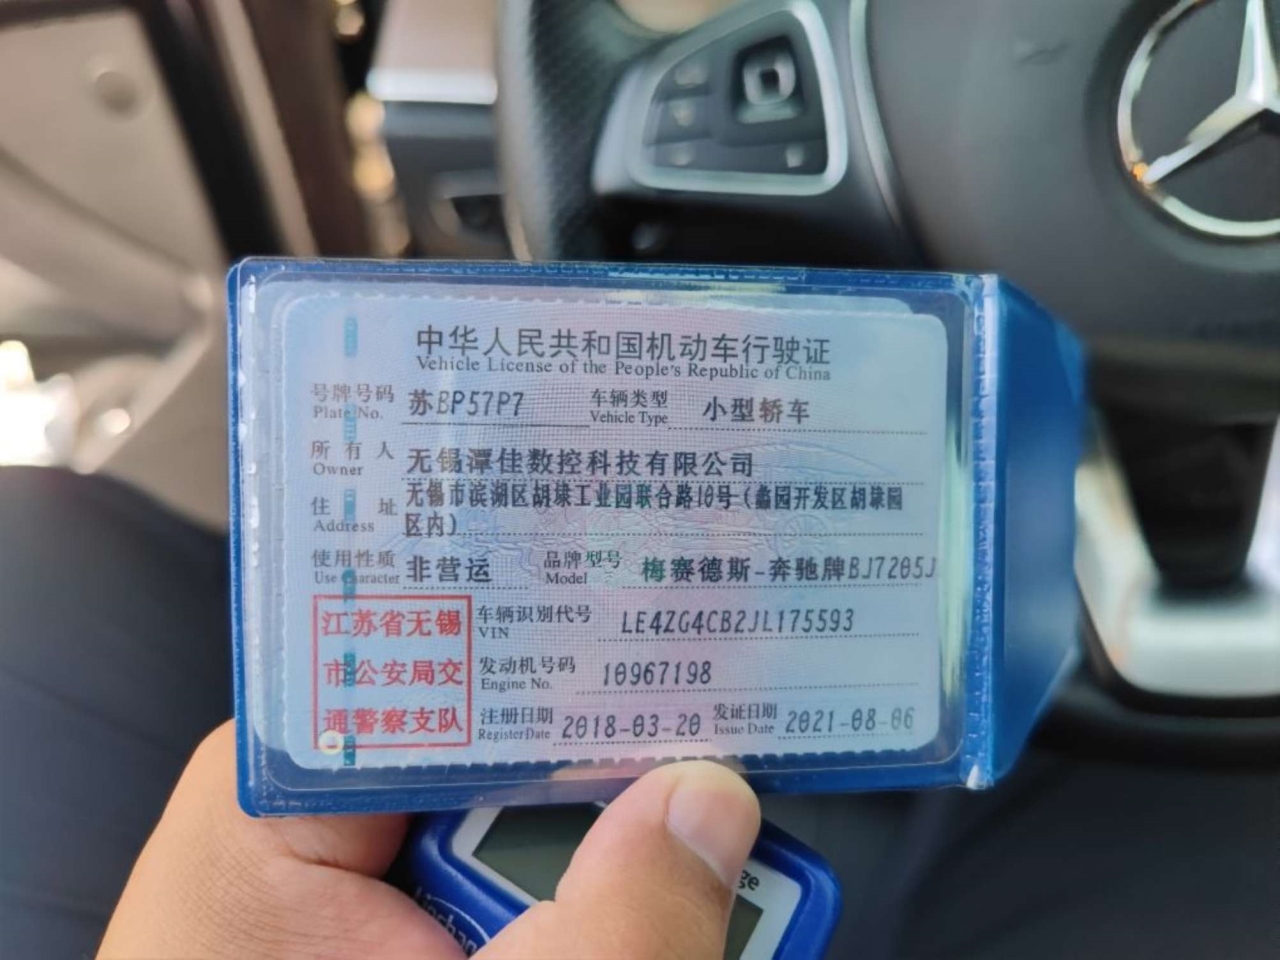 中华人民共和国机动车行驶证
Vehicle License of the People's Republic of China
号牌号码 苏BP57P7 车辆类型 小型轿车
Plate No. Vehicle Type
所有人 无锡潭佳数控科技有限公司
Owner
住址 无锡市滨湖区胡埭工业园联合路10号(蠡园开发区胡埭园
Address 区内)
使用性质 非营运 品牌型号 梅赛德斯-奔驰牌BJ7205J
Use Character Model
江苏省无锡
市公安局交
通警察支队
车辆识别代号 LE4ZG4CB2JL175593
VIN
发动机号码 10967198
Engine No.
注册日期 2018-03-20 发证日期 2021-08-06
Register Date Issue Date